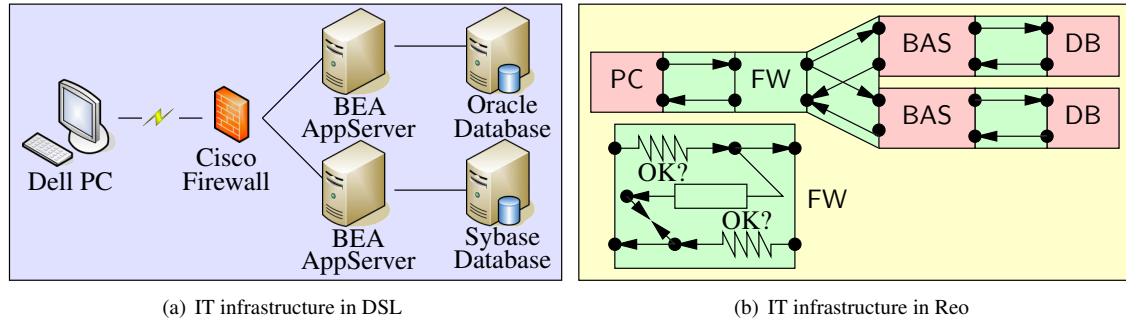 Dell PC
Cisco
Firewall
BEA
AppServer
Oracle
Database
BEA
AppServer
Sybase
Database
PC
FW
BAS
DB
BAS
DB
OK?
OK?
FW
(a) IT infrastructure in DSL
(b) IT infrastructure in Reo